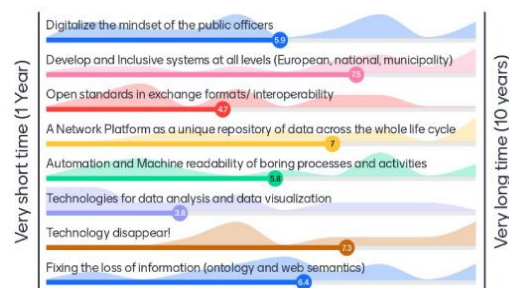 Very short time (1 Year)
Digitalize the mindset of the public officers
5.9
Develop and Inclusive systems at all levels (European, national, municipality)
7.5
Open standards in exchange formats/ interoperability
4.7
A Network Platform as a unique repository of data across the whole life cycle
7
Automation and Machine readability of boring processes and activities
5.8
Technologies for data analysis and data visualization
3.8
Technology disappear!
7.3
Fixing the loss of information (ontology and web semantics)
6.4
Very long time (10 years)